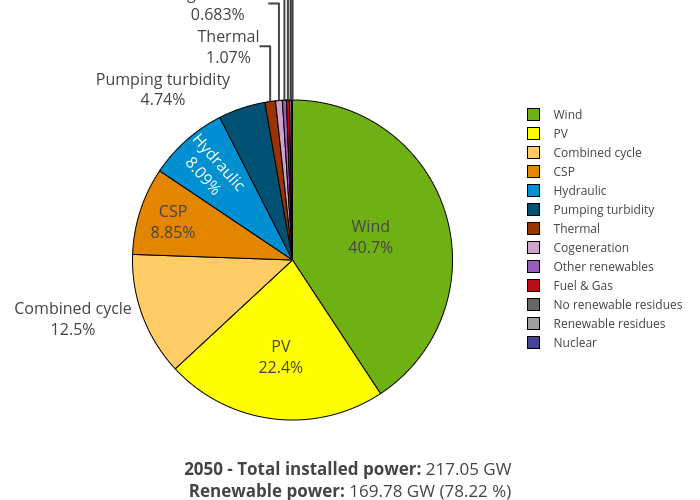 0.683%
Thermal
1.07%
Pumping turbidity
4.74%
Hydraulic
8.09%
CSP
8.85%
Wind
40.7%
Combined cycle
12.5%
PV
22.4%
Wind
PV
Combined cycle
CSP
Hydraulic
Pumping turbidity
Thermal
Cogeneration
Other renewables
Fuel & Gas
No renewable residues
Renewable residues
Nuclear
2050 - Total installed power: 217.05 GW
Renewable power: 169.78 GW (78.22 %)